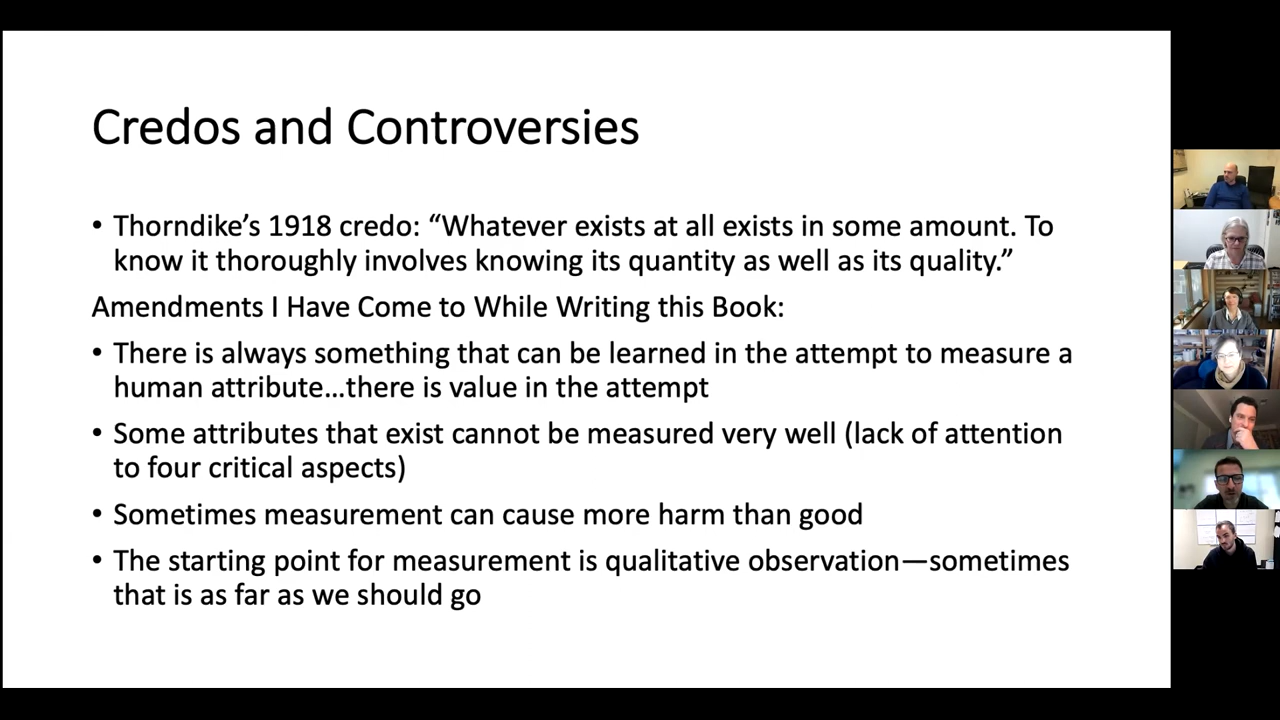 Credos and Controversies
• Thorndike’s 1918 credo: “Whatever exists at all exists in some amount. To
know it thoroughly involves knowing its quantity as well as its quality.”
Amendments I Have Come to While Writing this Book:
• There is always something that can be learned in the attempt to measure a
human attribute…there is value in the attempt
• Some attributes that exist cannot be measured very well (lack of attention
to four critical aspects)
• Sometimes measurement can cause more harm than good
• The starting point for measurement is qualitative observation—sometimes
that is as far as we should go